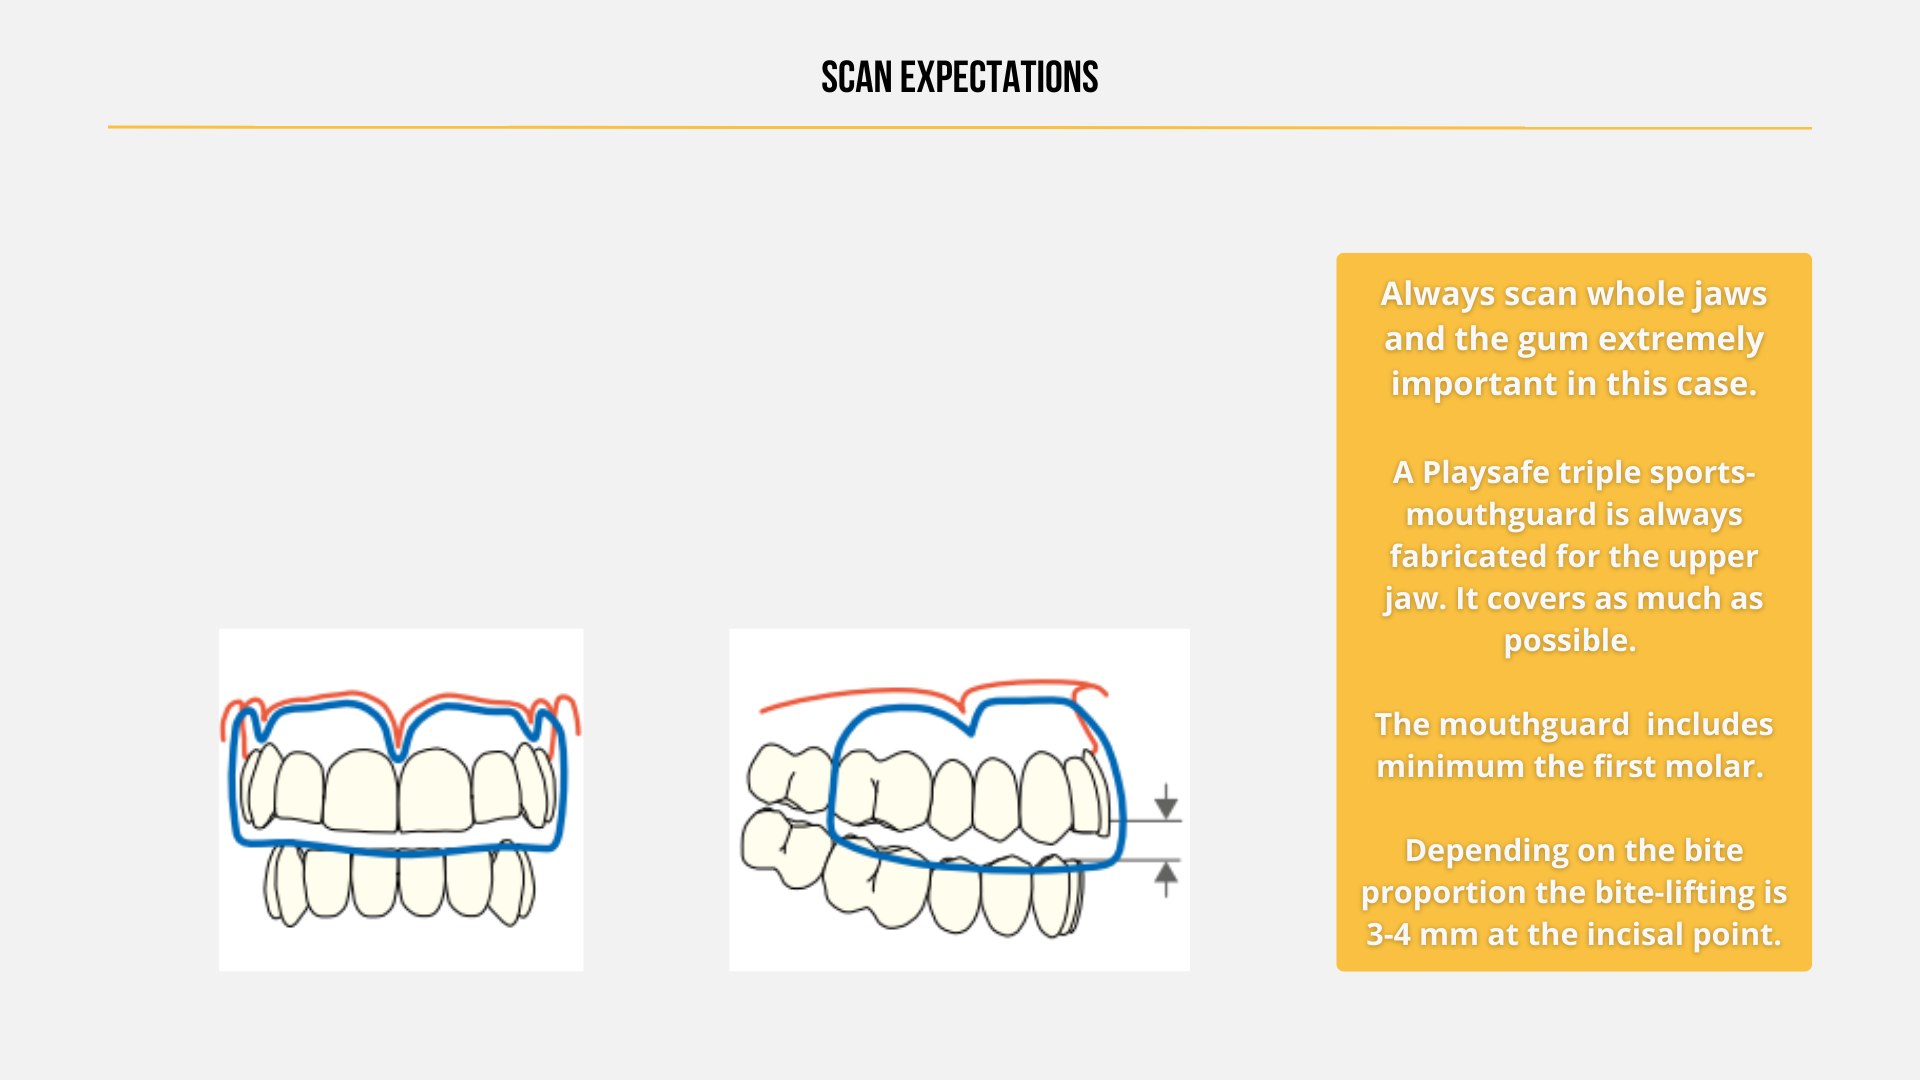 SCAN EXPECTATIONS
Always scan whole jaws
and the gum extremely
important in this case.
A Playsafe triple sports-
mouthguard is always
fabricated for the upper
jaw. It covers as much as
possible.
The mouthguard  includes
minimum the first molar.
Depending on the bite
proportion the bite-lifting is
3-4 mm at the incisal point.